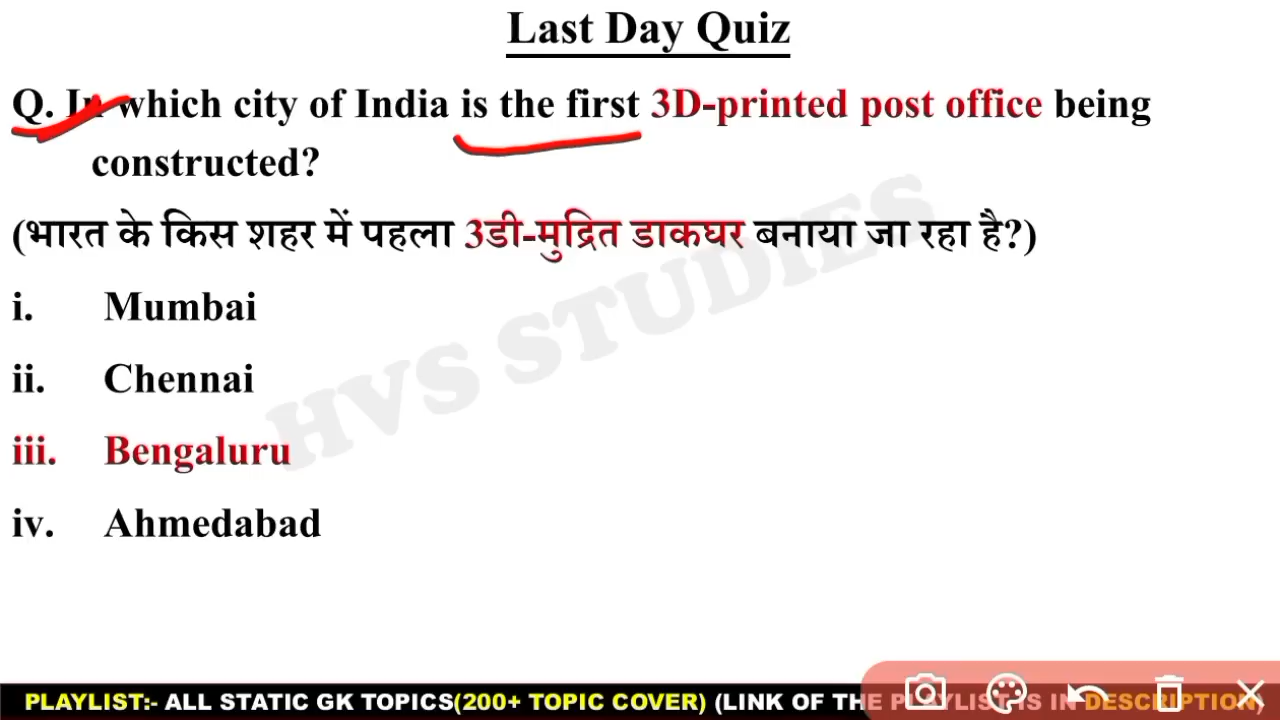 Last Day Quiz
Q. In which city of India is the first 3D-printed post office being
constructed?
(भारत के किस शहर में पहला 3डी-मुद्रित डाकघर बनाया जा रहा है?)
i. Mumbai
ii. Chennai
iii. Bengaluru
iv. Ahmedabad
HVS STUDIES
PLAYLIST:- ALL STATIC GK TOPICS(200+ TOPIC COVER) (LINK OF THE PLAYLIST IS IN DESCRIPTION)